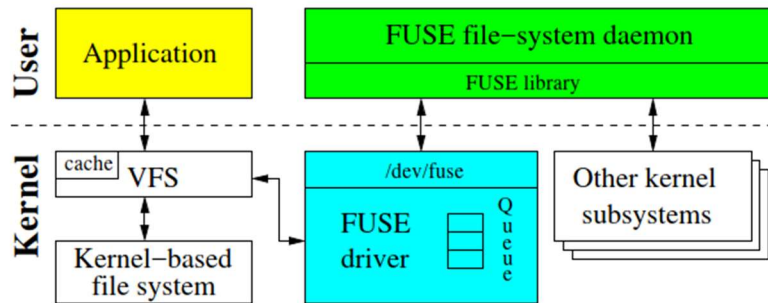 User
Application
FUSE file-system daemon
FUSE library
Kernel
cache
VFS
Kernel-based
file system
/dev/fuse
FUSE
driver
Queue
Other kernel
subsystems